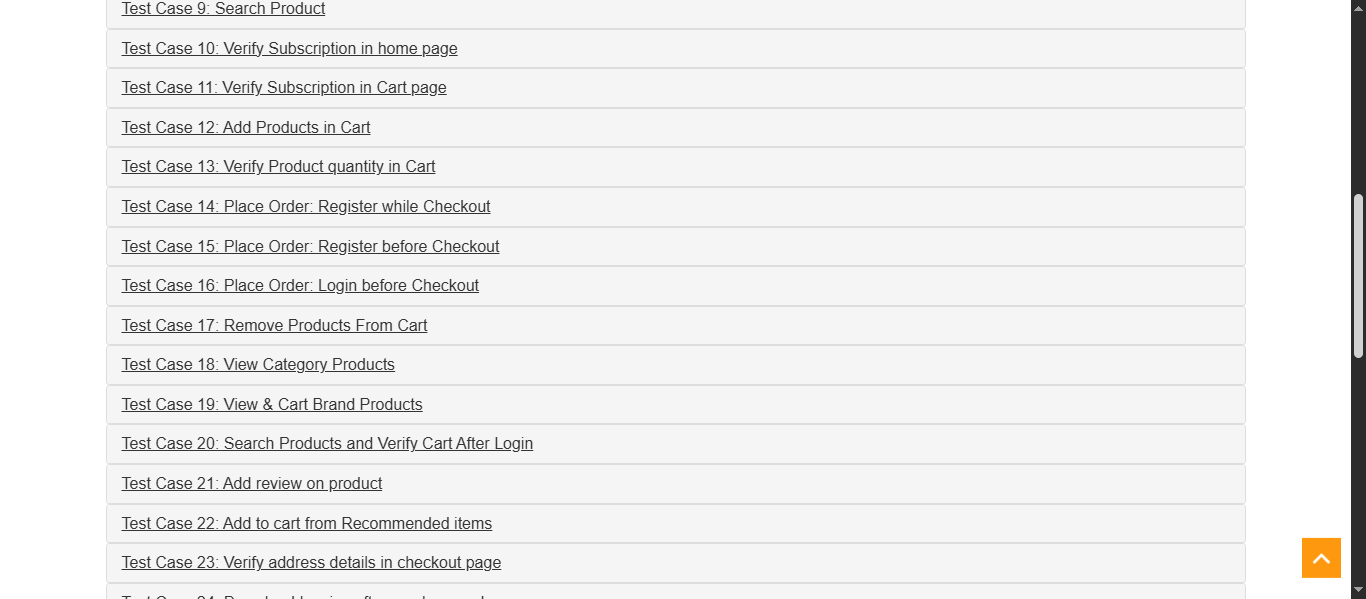 Test Case 9: Search Product
Test Case 10: Verify Subscription in home page
Test Case 11: Verify Subscription in Cart page
Test Case 12: Add Products in Cart
Test Case 13: Verify Product quantity in Cart
Test Case 14: Place Order: Register while Checkout
Test Case 15: Place Order: Register before Checkout
Test Case 16: Place Order: Login before Checkout
Test Case 17: Remove Products From Cart
Test Case 18: View Category Products
Test Case 19: View & Cart Brand Products
Test Case 20: Search Products and Verify Cart After Login
Test Case 21: Add review on product
Test Case 22: Add to cart from Recommended items
Test Case 23: Verify address details in checkout page